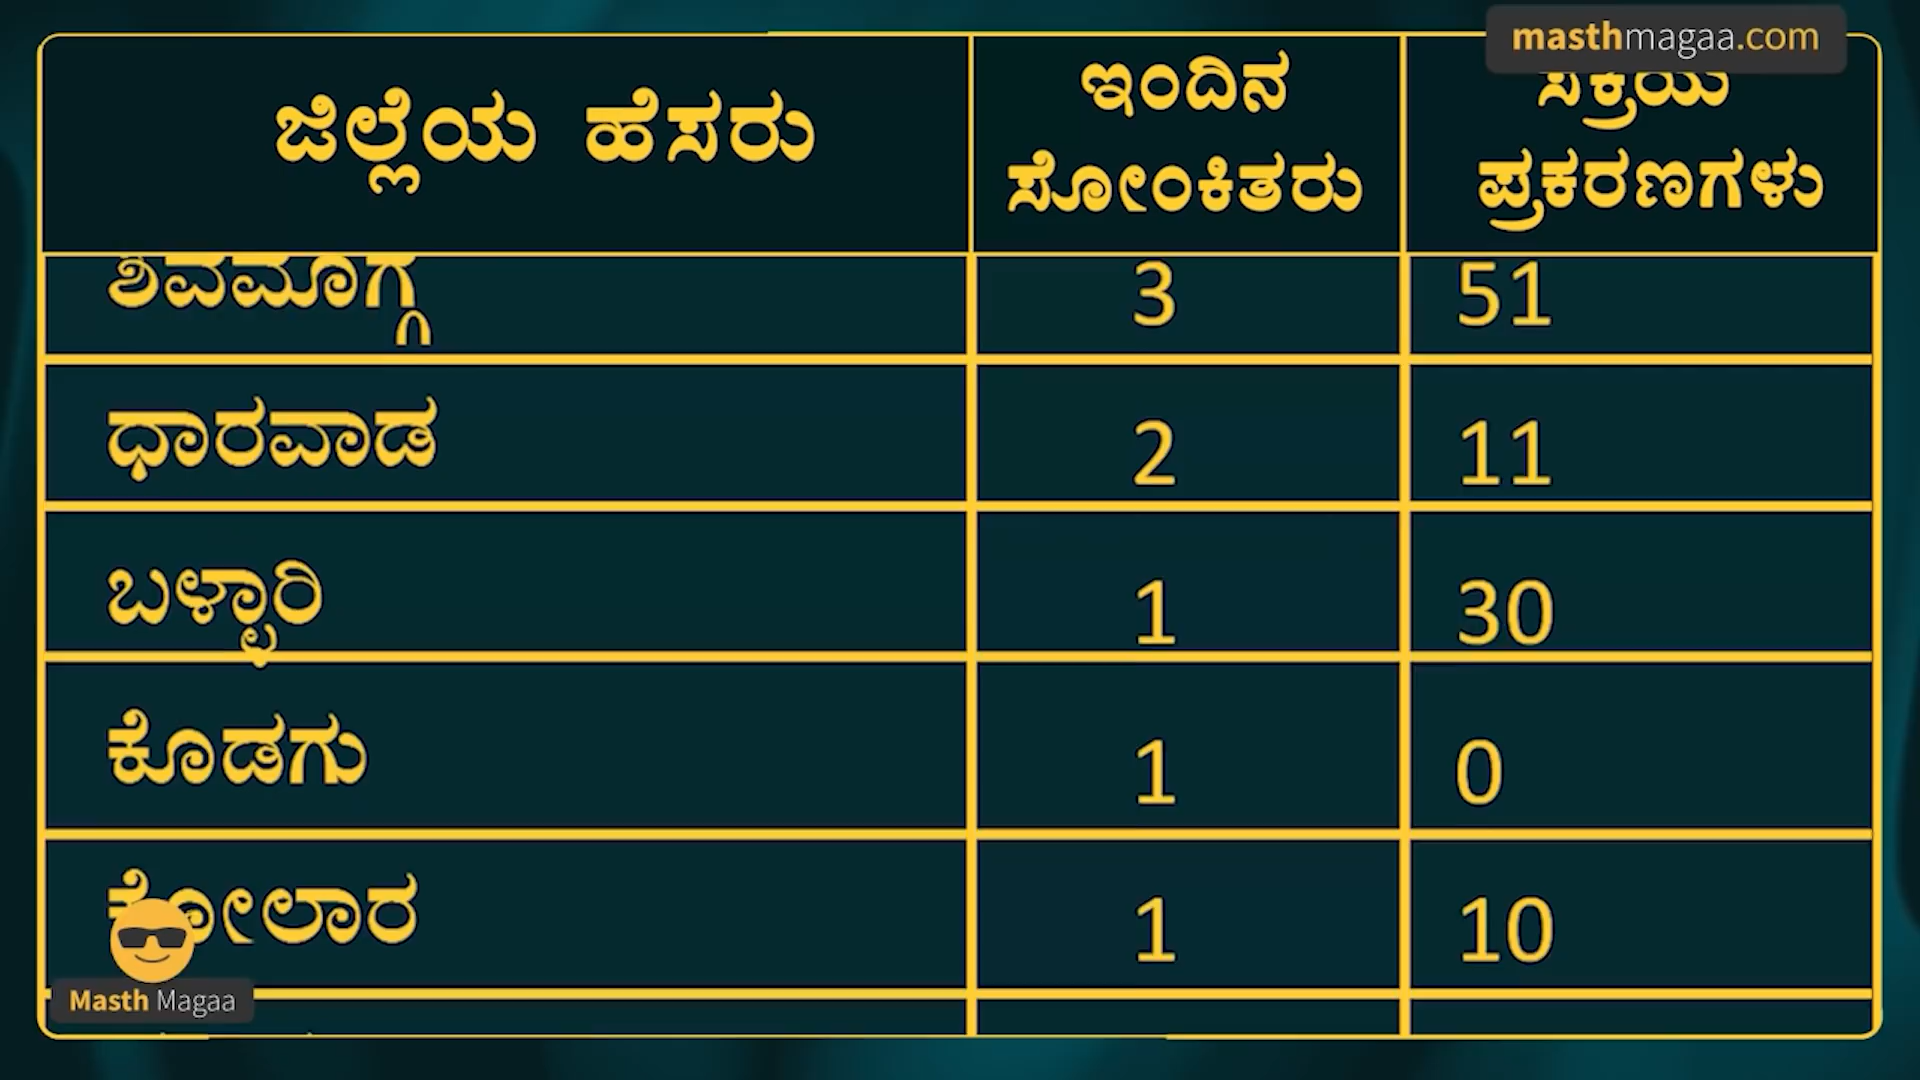 masthmagaa.com
ಜಿಲ್ಲೆಯ ಹೆಸರು
ಇಂದಿನ
ಸೋಂಕಿತರು
ಸಕ್ರಿಯ
ಪ್ರಕರಣಗಳು
ಶಿವಮೊಗ್ಗ 3 51
ಧಾರವಾಡ 2 11
ಬಳ್ಳಾರಿ 1 30
ಕೊಡಗು 1 0
ಕೋಲಾರ 1 10
Masth Magaa